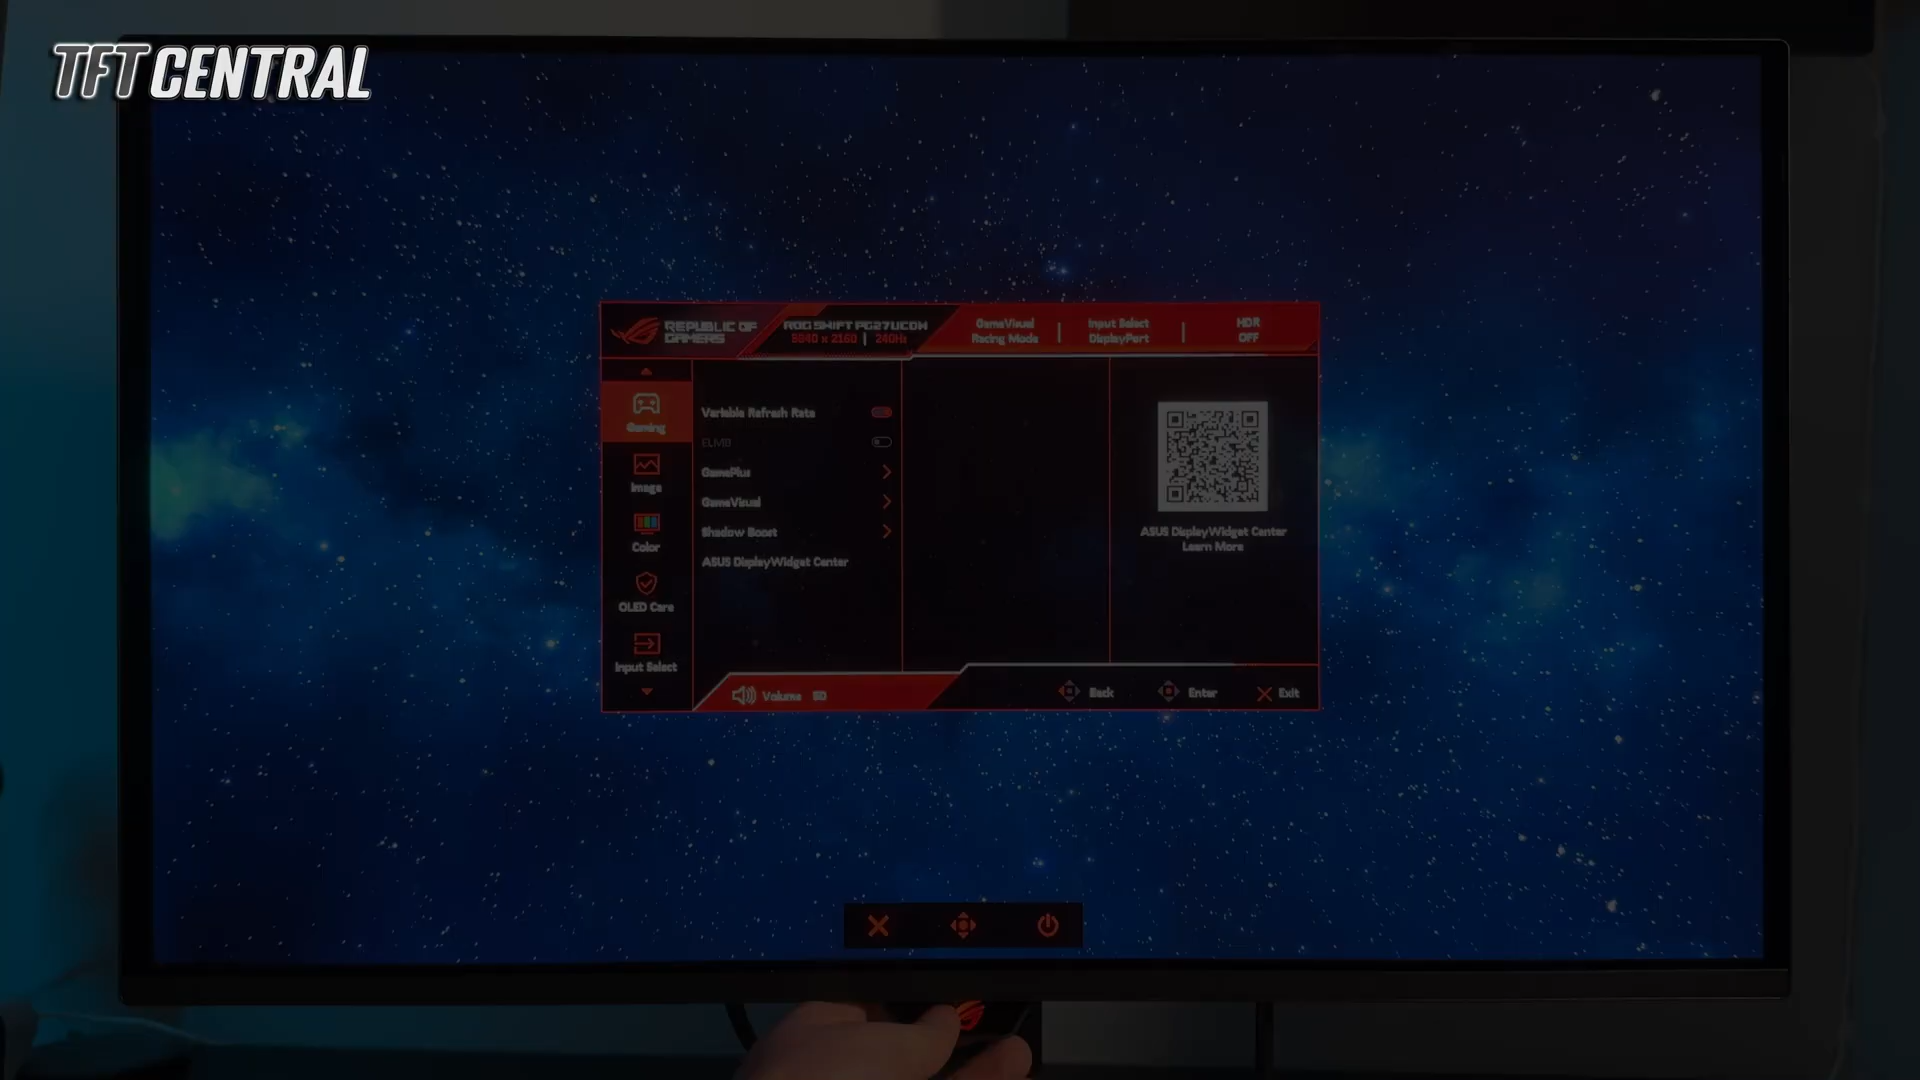 TFTCENTRAL
REPUBLIC OF
GAMERS
ROG SWIFT PG27UCDM
3840 x 2160 | 240Hz
GameVisual
Racing Mode
Input Select
DisplayPort
HDR
OFF
Gaming
Image
Color
OLED Care
Input Select
Variable Refresh Rate
ELMB
GamePlus
GameVisual
Shadow Boost
ASUS DisplayWidget Center
ASUS DisplayWidget Center
Learn More
Volume 50
Back
Enter
Exit